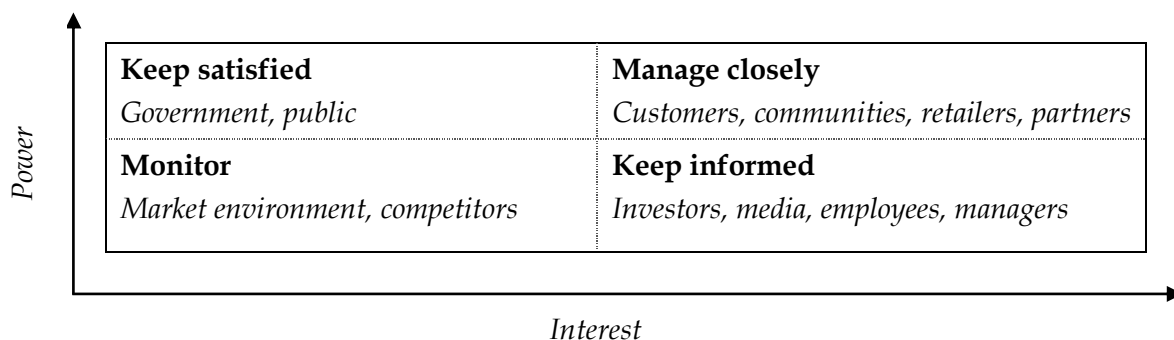 Keep satisfied
Government, public
Manage closely
Customers, communities, retailers, partners
Power
Monitor
Market environment, competitors
Keep informed
Investors, media, employees, managers
Interest